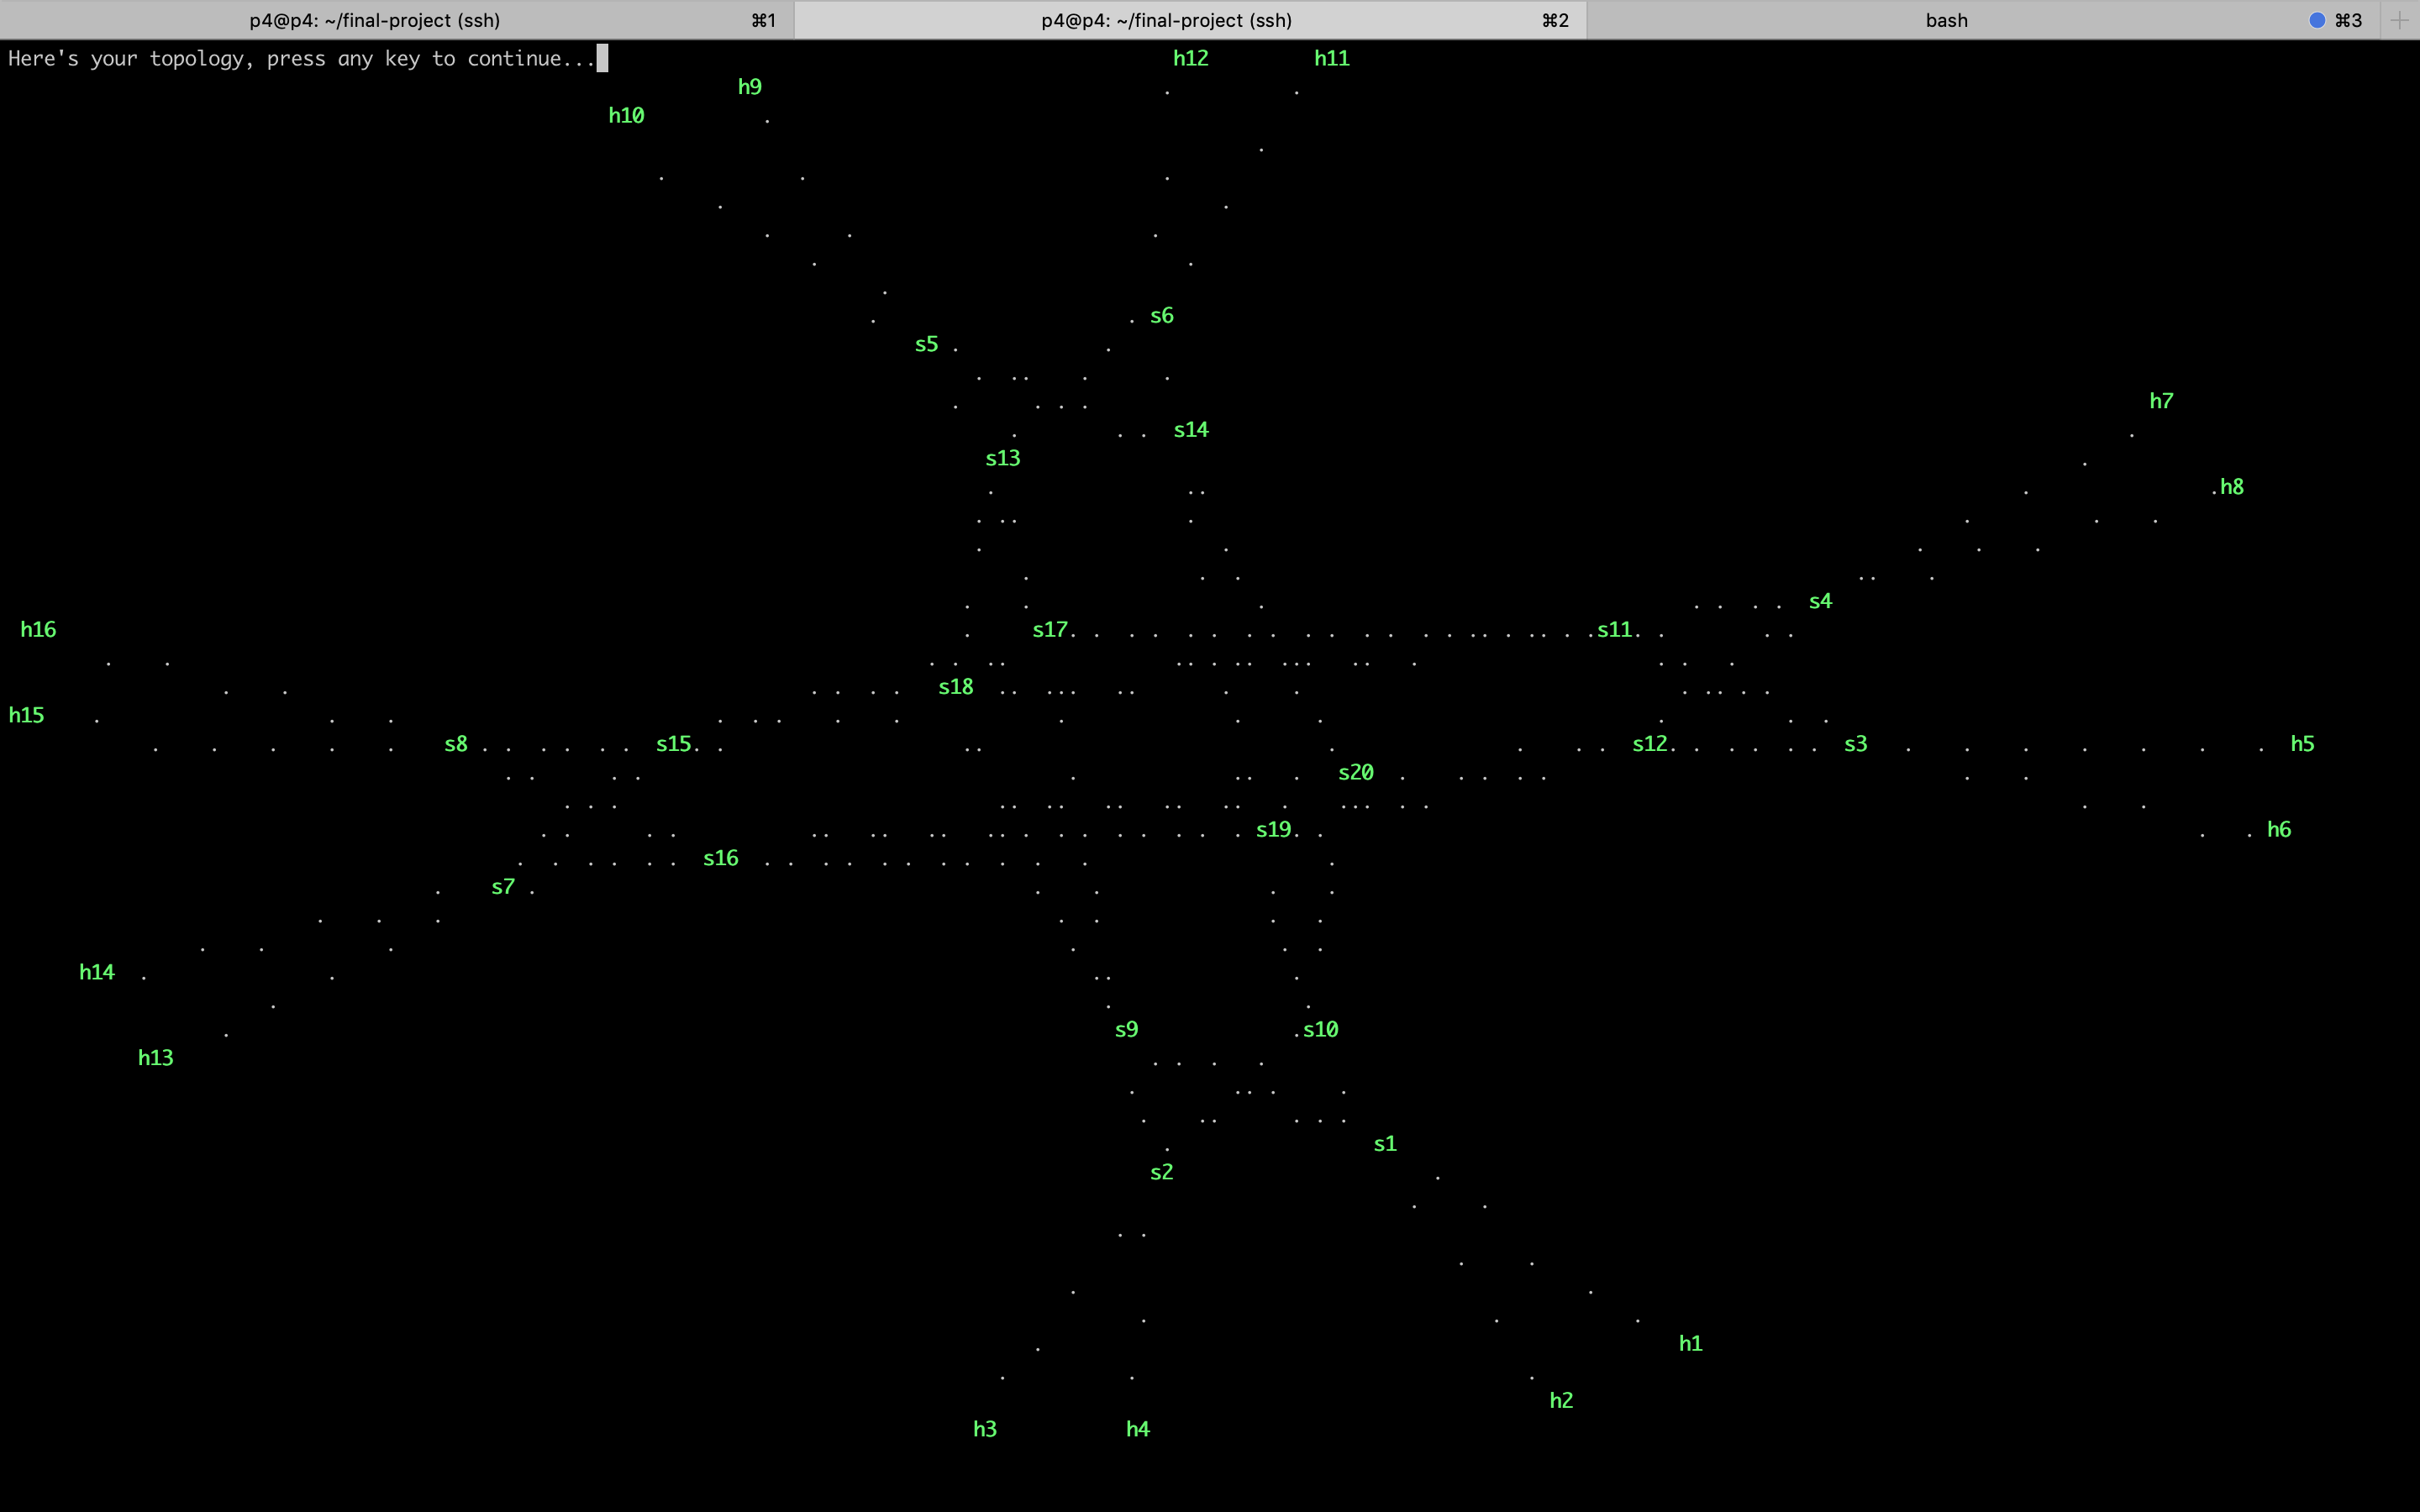 p4@p4: ~/final-project (ssh) ⌘1 p4@p4: ~/final-project (ssh) ⌘2 bash ⌘3
Here's your topology, press any key to continue... h12 h11
h9
h10
s6
s5
h7
s14
s13
h8
s4
h16 s17 s11
s18
h15
s8 s15 s12 s3 h5
s20
s19 h6
s16
s7
h14
s9 s10
h13
s1
s2
h1
h2
h3 h4